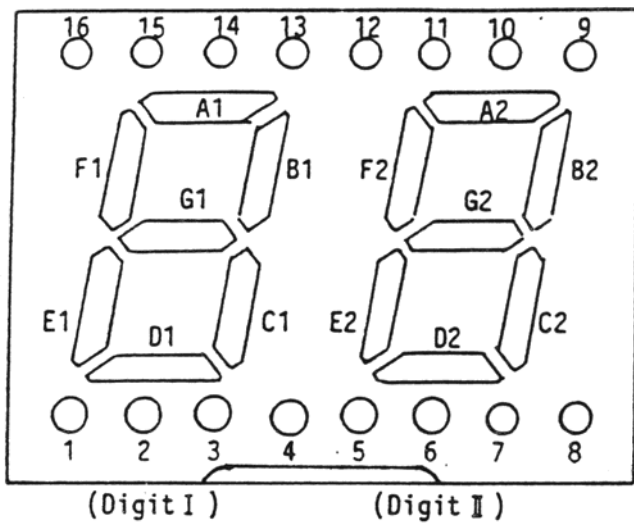 16 15 14 13 12 11 10 9
A1 A2
F1 B1 F2 B2
G1 G2
E1 C1 E2 C2
D1 D2
1 2 3 4 5 6 7 8
(Digit I) (Digit II)